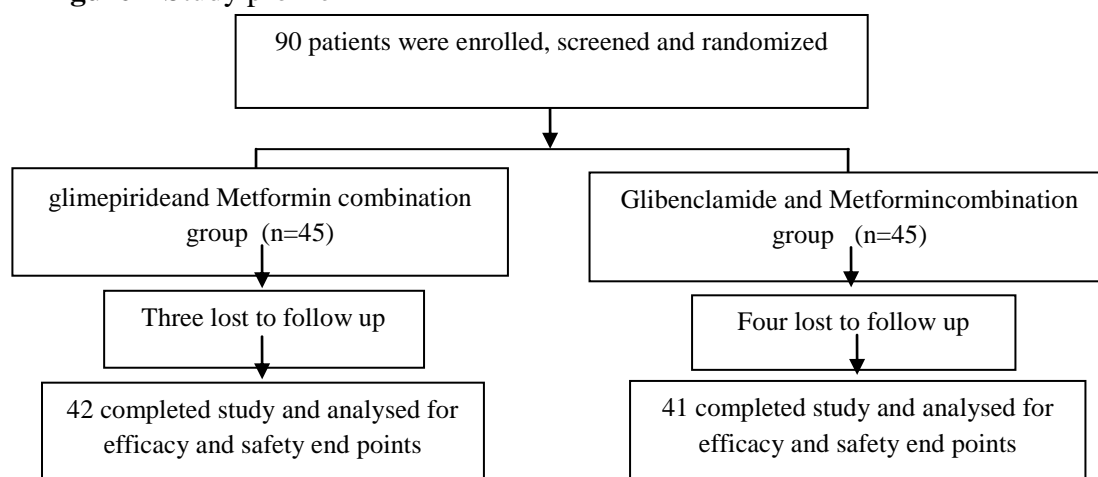 90 patients were enrolled, screened and randomized
glimepirideand Metformin combination
group (n=45)
Glibenclamide and Metformincombination
group (n=45)
Three lost to follow up
Four lost to follow up
42 completed study and analysed for
efficacy and safety end points
41 completed study and analysed for
efficacy and safety end points